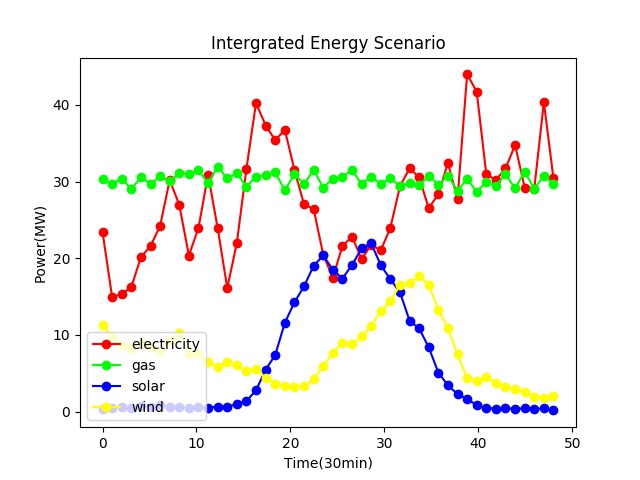 Intergrated Energy Scenario
Power(MW)
40
30
20
10
0
electricity
gas
solar
wind
0 10 20 30 40 50
Time(30min)